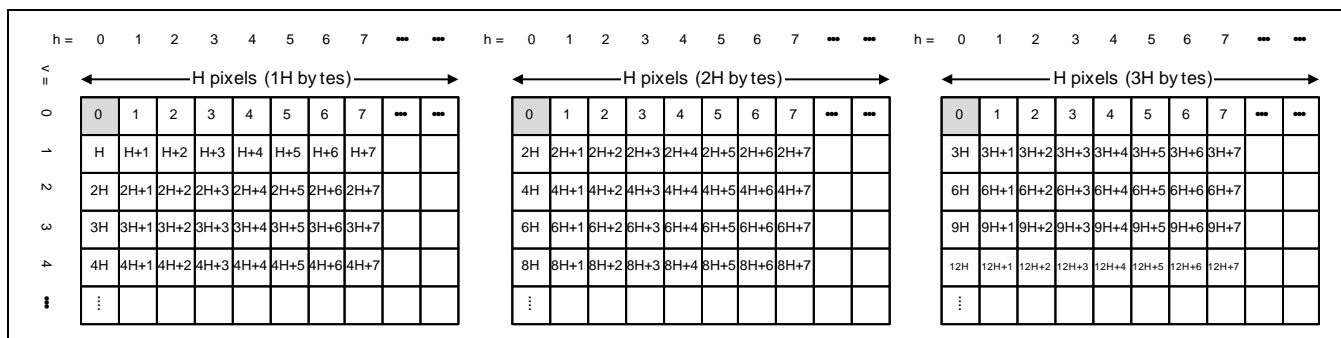 h = 0 1 2 3 4 5 6 7 ••• ••• h = 0 1 2 3 4 5 6 7 ••• ••• h = 0 1 2 3 4 5 6 7 ••• •••
v = H pixels (1H bytes) H pixels (2H bytes) H pixels (3H bytes)
0 0 1 2 3 4 5 6 7 ••• ••• 0 1 2 3 4 5 6 7 ••• ••• 0 1 2 3 4 5 6 7 ••• •••
1 H H+1 H+2 H+3 H+4 H+5 H+6 H+7 2H 2H+1 2H+2 2H+3 2H+4 2H+5 2H+6 2H+7 3H 3H+1 3H+2 3H+3 3H+4 3H+5 3H+6 3H+7
2 2H 2H+1 2H+2 2H+3 2H+4 2H+5 2H+6 2H+7 4H 4H+1 4H+2 4H+3 4H+4 4H+5 4H+6 4H+7 6H 6H+1 6H+2 6H+3 6H+4 6H+5 6H+6 6H+7
3 3H 3H+1 3H+2 3H+3 3H+4 3H+5 3H+6 3H+7 6H 6H+1 6H+2 6H+3 6H+4 6H+5 6H+6 6H+7 9H 9H+1 9H+2 9H+3 9H+4 9H+5 9H+6 9H+7
4 4H 4H+1 4H+2 4H+3 4H+4 4H+5 4H+6 4H+7 8H 8H+1 8H+2 8H+3 8H+4 8H+5 8H+6 8H+7 12H 12H+1 12H+2 12H+3 12H+4 12H+5 12H+6 12H+7
••• ⋮ ⋮ ⋮